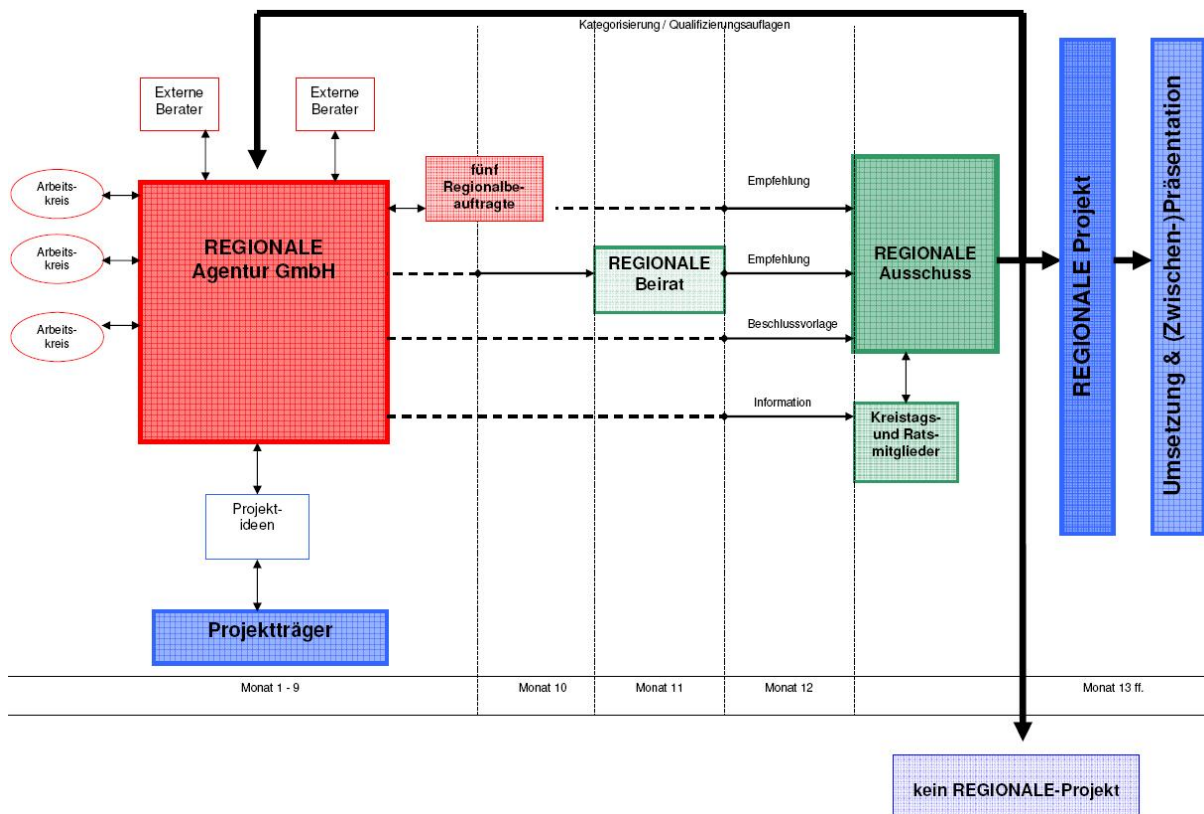 Kategorisierung / Qualifizierungsauflagen
Externe
Berater
Externe
Berater
fünf
Regionalbe-
auftragte
Arbeits-
kreis
Arbeits-
kreis
Arbeits-
kreis
REGIONALE
Agentur GmbH
REGIONALE
Beirat
Empfehlung
Empfehlung
Beschlussvorlage
Information
REGIONALE
Ausschuss
Kreistags-
und Rats-
mitglieder
REGIONALE Projekt
Umsetzung & (Zwischen-)Präsentation
Projekt-
ideen
Projektträger
Monat 1 - 9
Monat 10
Monat 11
Monat 12
Monat 13 ff.
kein REGIONALE-Projekt